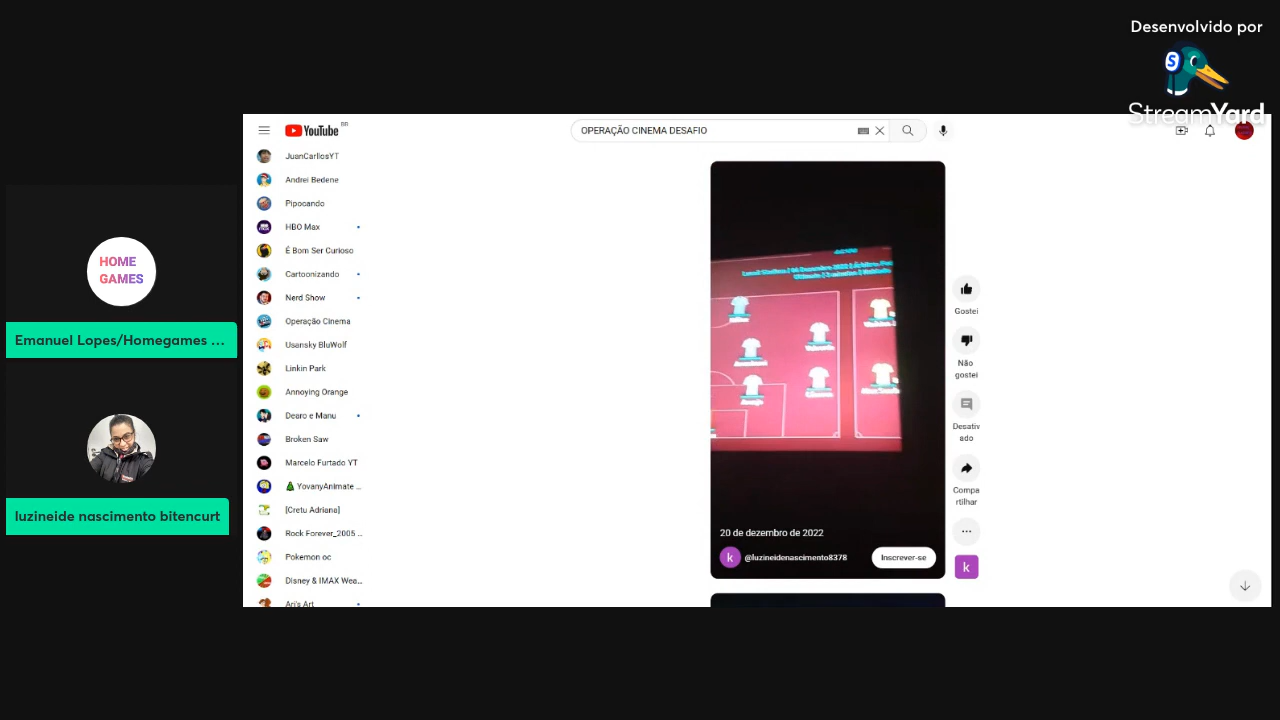 Desenvolvido por
StreamYard
YouTube BR
OPERAÇÃO CINEMA DESAFIO
JuanCarllosYT
Andrei Bedene
Pipocando
HBO Max
É Bom Ser Curioso
Cartoonizando
Nerd Show
Operação Cinema
Usansky BluWolf
Linkin Park
Annoying Orange
Dearo e Manu
Broken Saw
Marcelo Furtado YT
YovanyAnimate ...
[Cretu Adriana]
Rock Forever_2005 ...
Pokemon oc
Disney & IMAX Wea...
Ari's Art
HOME
GAMES
Emanuel Lopes/Homegames ...
luzineide nascimento bitencurt
20 de dezembro de 2022
k
@luzineidenascimento8378
Inscrever-se
Gostei
Não
gostei
Desativ
ado
Compa
rtilhar
k